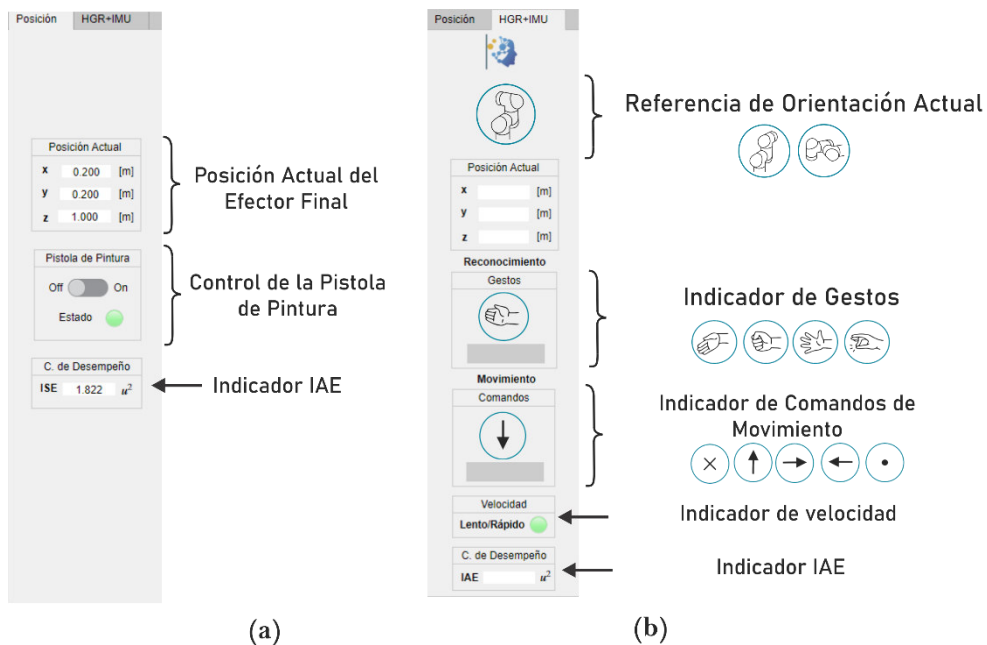 Posición HGR+IMU
Posición Actual
x 0.200 [m]
y 0.200 [m]
z 1.000 [m]
Posición Actual del
Efector Final
Pistola de Pintura
Off On
Estado
Control de la Pistola
de Pintura
C. de Desempeño
ISE 1.822 u²
Indicador IAE
(a)
Posición HGR+IMU
Referencia de Orientación Actual
Posición Actual
x [m]
y [m]
z [m]
Reconocimiento
Gestos
Indicador de Gestos
Movimiento
Comandos
Indicador de Comandos de
Movimiento
Velocidad
Lento/Rápido
Indicador de velocidad
C. de Desempeño
IAE u²
Indicador IAE
(b)